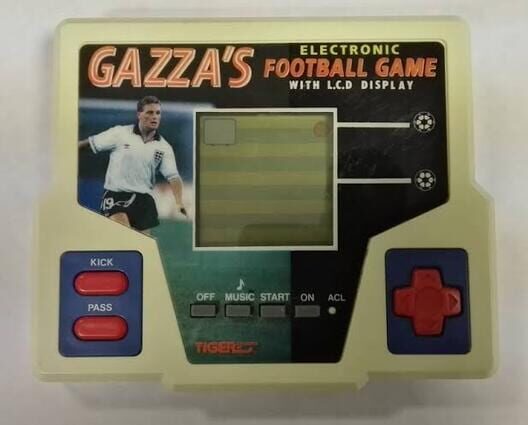 GAZZA'S
ELECTRONIC
FOOTBALL GAME
WITH L.C.D DISPLAY
19
KICK
PASS
OFF ♪ MUSIC START ON ACL
TIGER